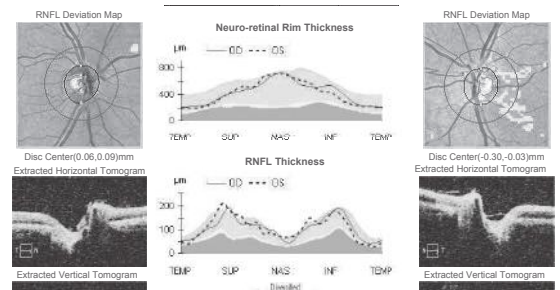 RNFL Deviation Map
Disc Center(0.06,0.09)mm
Extracted Horizontal Tomogram
Extracted Vertical Tomogram
Neuro-retinal Rim Thickness
µm
OD OS
800
400
0
TEMP SUP NAS INF TEMP
RNFL Thickness
µm
OD OS
200
100
0
TEMP SUP NAS INF TEMP
Diversified
RNFL Deviation Map
Disc Center(-0.30,-0.03)mm
Extracted Horizontal Tomogram
Extracted Vertical Tomogram